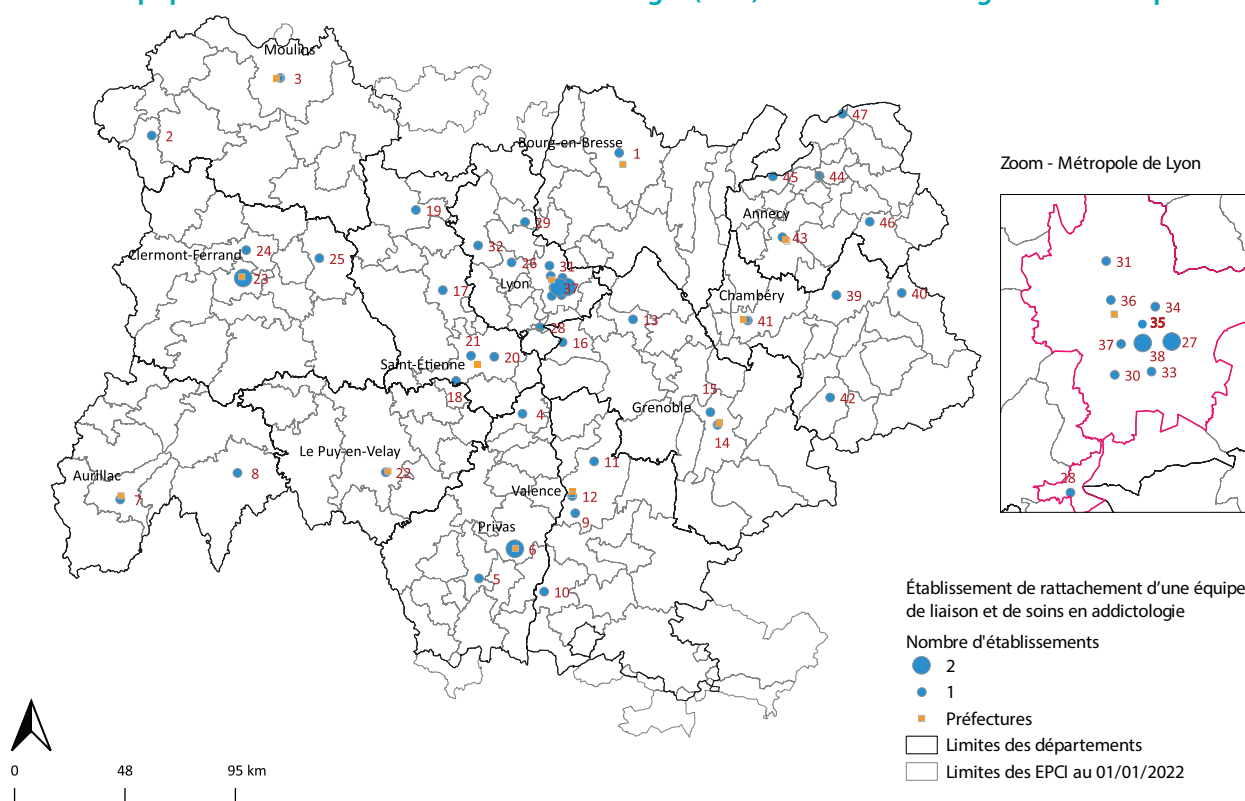 Moulins
3
47
2
Bourg-en-Bresse
1
Zoom - Métropole de Lyon
45
44
19
Annecy
29
46
43
32
24
Clermont-Ferrand
25
26
31
31
23
Lyon
37
36
34
17
Chambéry
39
40
35
13
41
37
27
28
38
21
16
30
33
Saint-Étienne
20
18
15
42
Grenoble
4
14
Le Puy-en-Velay
11
Aurillac
8
22
28
7
Valence
12
9
Privas
6
5
10
Établissement de rattachement d’une équipe
de liaison et de soins en addictologie
Nombre d'établissements
2
1
Préfectures
Limites des départements
0
48
95 km
Limites des EPCI au 01/01/2022